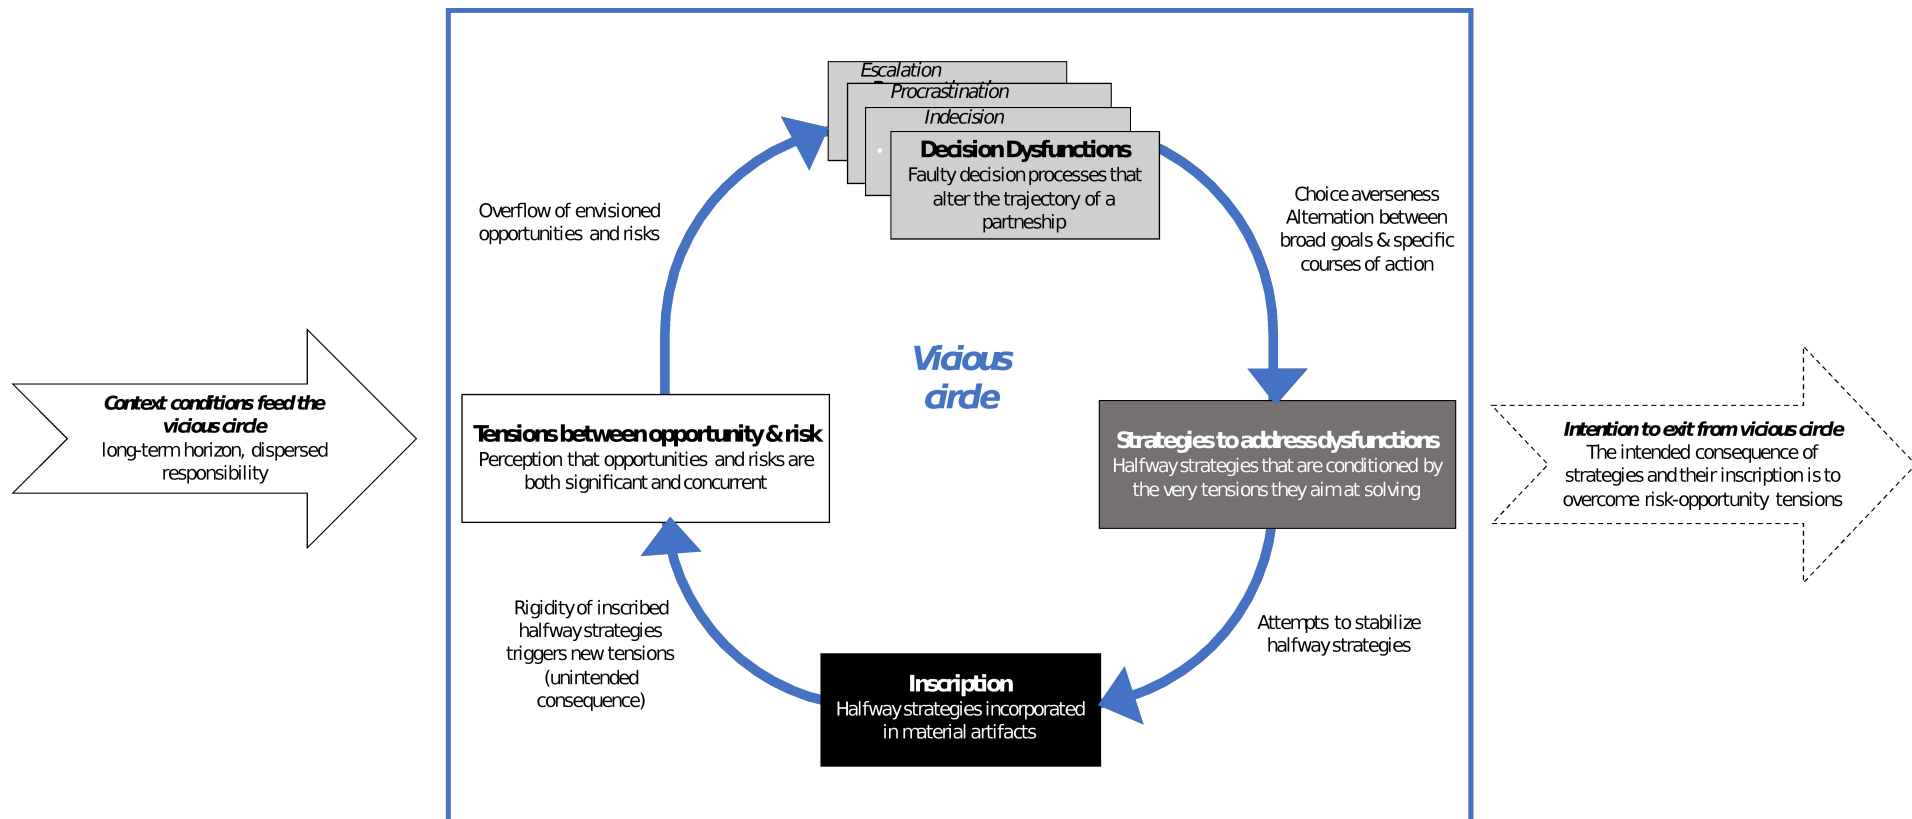 Escalation
Procrastination
Indecision
Decision Dysfunctions
Faulty decision processes that
alter the trajectory of a
partneship
Overflow of envisioned
opportunities and risks
Choice averseness
Alternation between
broad goals & specific
courses of action
Vicious
circle
Context conditions feed the
vicious circle
long-term horizon, dispersed
responsibility
Tensions between opportunity & risk
Perception that opportunities and risks are
both significant and concurrent
Strategies to address dysfunctions
Halfway strategies that are conditioned by
the very tensions they aim at solving
Intention to exit from vicious circle
The intended consequence of
strategies and their inscription is to
overcome risk-opportunity tensions
Rigidity of inscribed
halfway strategies
triggers new tensions
(unintended
consequence)
Attempts to stabilize
halfway strategies
Inscription
Halfway strategies incorporated
in material artifacts